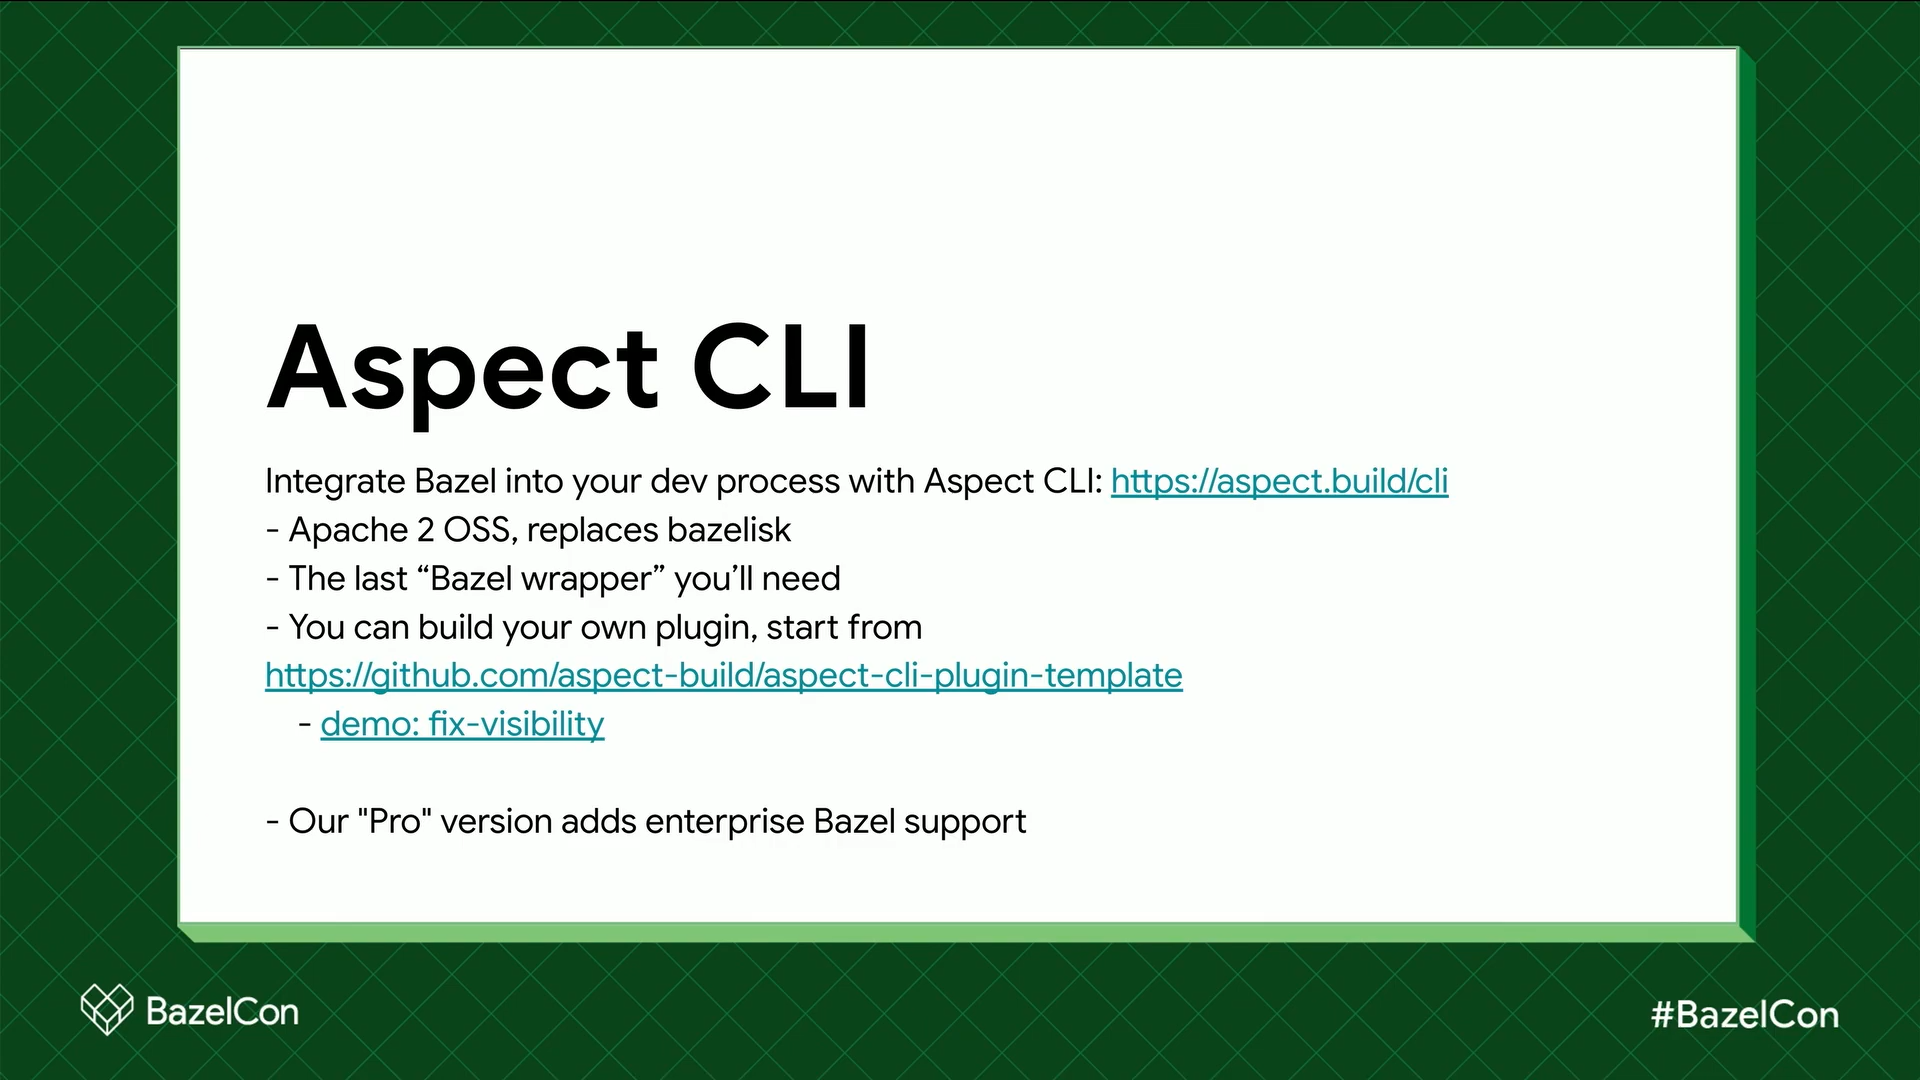 Aspect CLI
Integrate Bazel into your dev process with Aspect CLI: https://aspect.build/cli
- Apache 2 OSS, replaces bazelisk
- The last “Bazel wrapper” you’ll need
- You can build your own plugin, start from
https://github.com/aspect-build/aspect-cli-plugin-template
- demo: fix-visibility
- Our "Pro" version adds enterprise Bazel support
BazelCon
#BazelCon